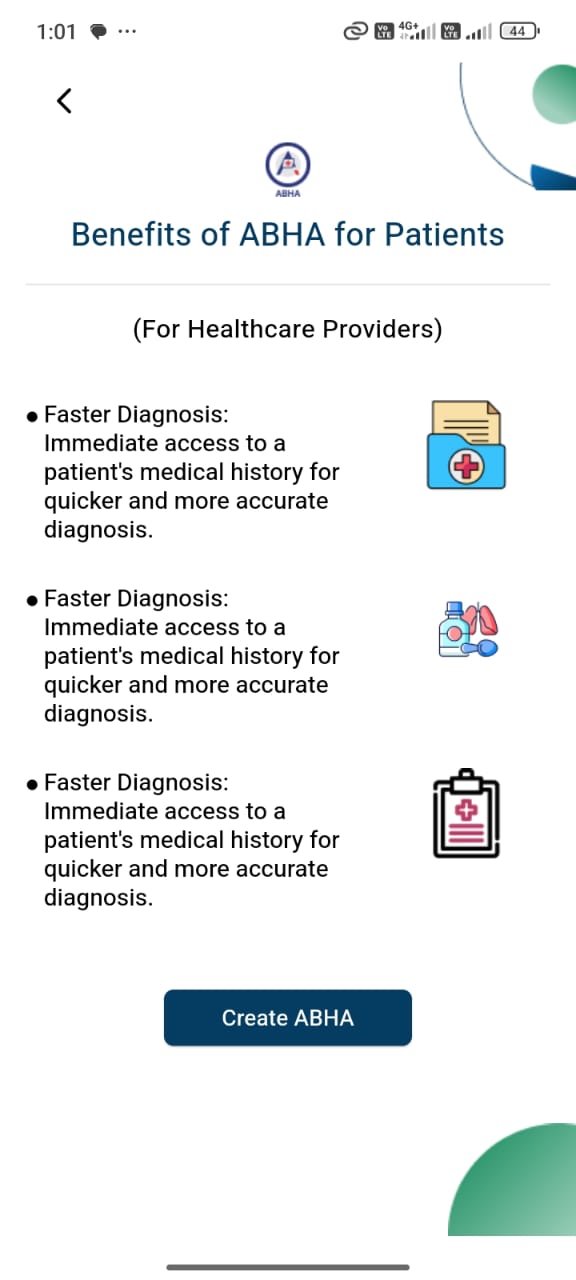 1:01
4G+
Vo LTE
Vo LTE
44
ABHA
Benefits of ABHA for Patients
(For Healthcare Providers)
● Faster Diagnosis:
Immediate access to a
patient's medical history for
quicker and more accurate
diagnosis.
● Faster Diagnosis:
Immediate access to a
patient's medical history for
quicker and more accurate
diagnosis.
● Faster Diagnosis:
Immediate access to a
patient's medical history for
quicker and more accurate
diagnosis.
Create ABHA